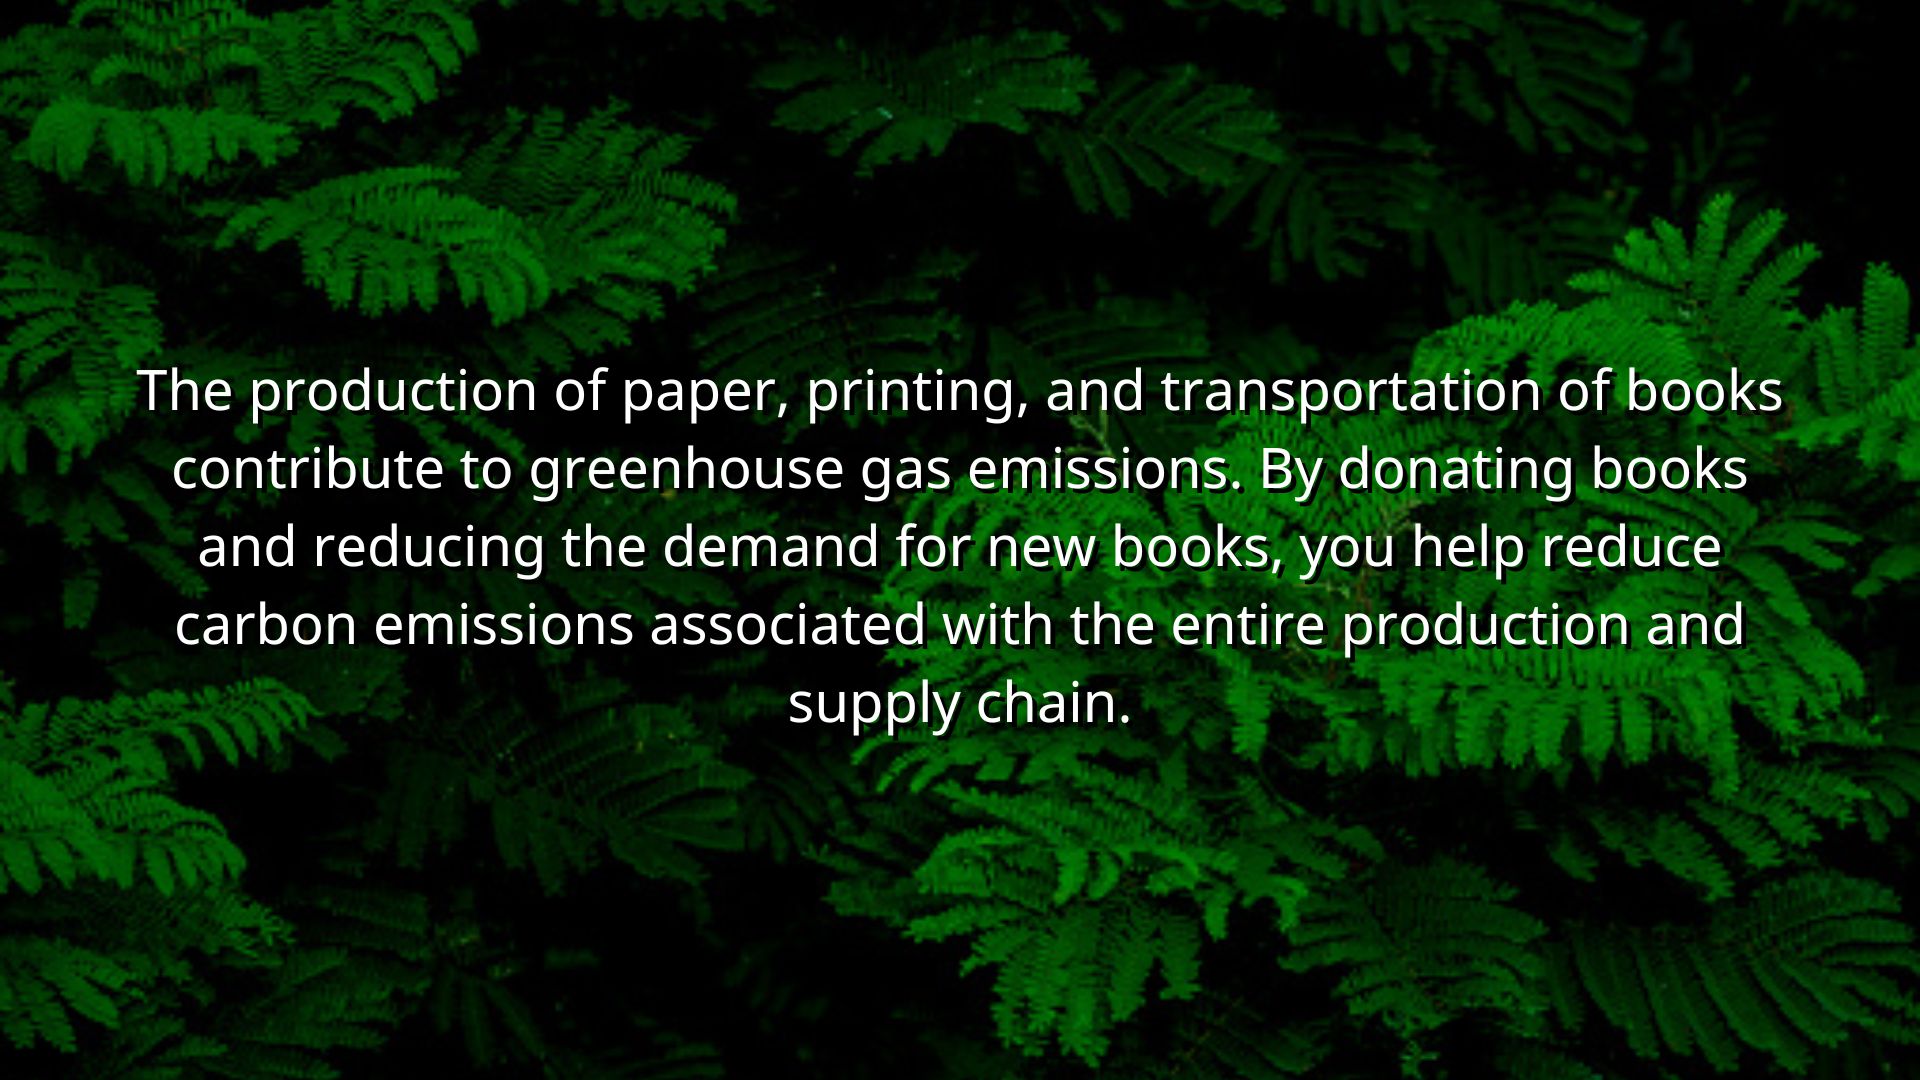 The production of paper, printing, and transportation of books
contribute to greenhouse gas emissions. By donating books
and reducing the demand for new books, you help reduce
carbon emissions associated with the entire production and
supply chain.